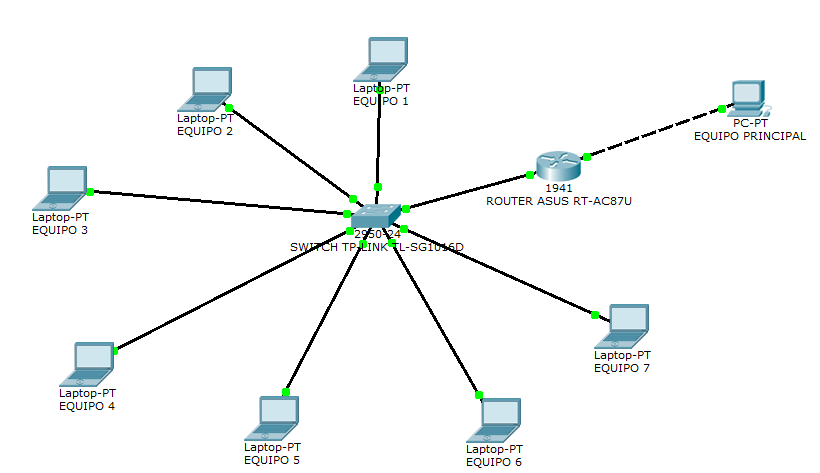 Laptop-PT
EQUIPO 1
Laptop-PT
EQUIPO 2
PC-PT
EQUIPO PRINCIPAL
1941
ROUTER ASUS RT-AC87U
Laptop-PT
EQUIPO 3
2950-24
SWITCH TP-LINK TL-SG1016D
Laptop-PT
EQUIPO 7
Laptop-PT
EQUIPO 4
Laptop-PT
EQUIPO 5
Laptop-PT
EQUIPO 6